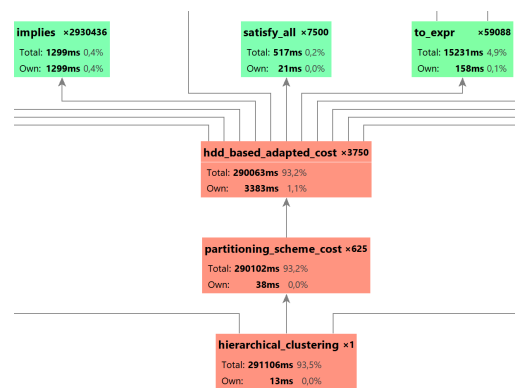 implies ×2930436
Total: 1299ms 0,4%
Own: 1299ms 0,4%
satisfy_all ×7500
Total: 517ms 0,2%
Own: 21ms 0,0%
to_expr ×59088
Total: 15231ms 4,9%
Own: 158ms 0,1%
hdd_based_adapted_cost ×3750
Total: 290063ms 93,2%
Own: 3383ms 1,1%
partitioning_scheme_cost ×625
Total: 290102ms 93,2%
Own: 38ms 0,0%
hierarchical_clustering ×1
Total: 291106ms 93,5%
Own: 13ms 0,0%